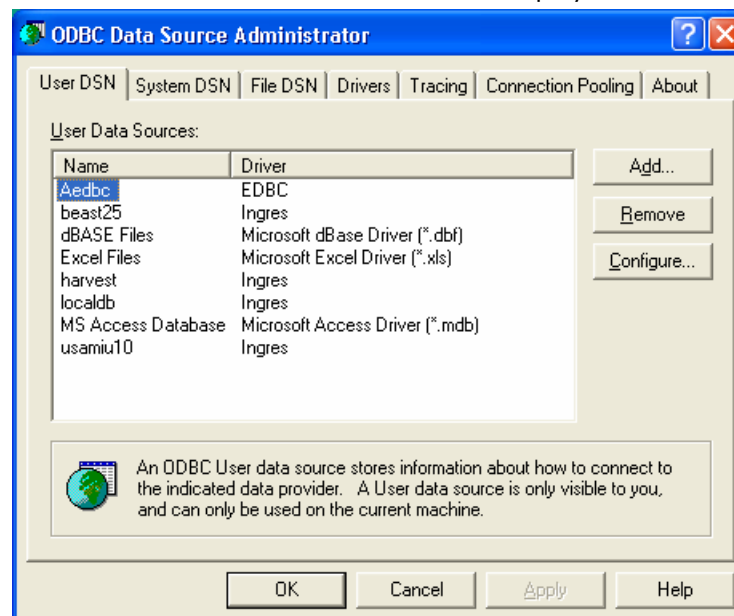 ODBC Data Source Administrator
User DSN System DSN File DSN Drivers Tracing Connection Pooling About
User Data Sources:
Name Driver
Aedbc EDBC
beast25 Ingres
dBASE Files Microsoft dBase Driver (*.dbf)
Excel Files Microsoft Excel Driver (*.xls)
harvest Ingres
localdb Ingres
MS Access Database Microsoft Access Driver (*.mdb)
usamiu10 Ingres
Add...
Remove
Configure...
An ODBC User data source stores information about how to connect to
the indicated data provider. A User data source is only visible to you,
and can only be used on the current machine.
OK Cancel Apply Help